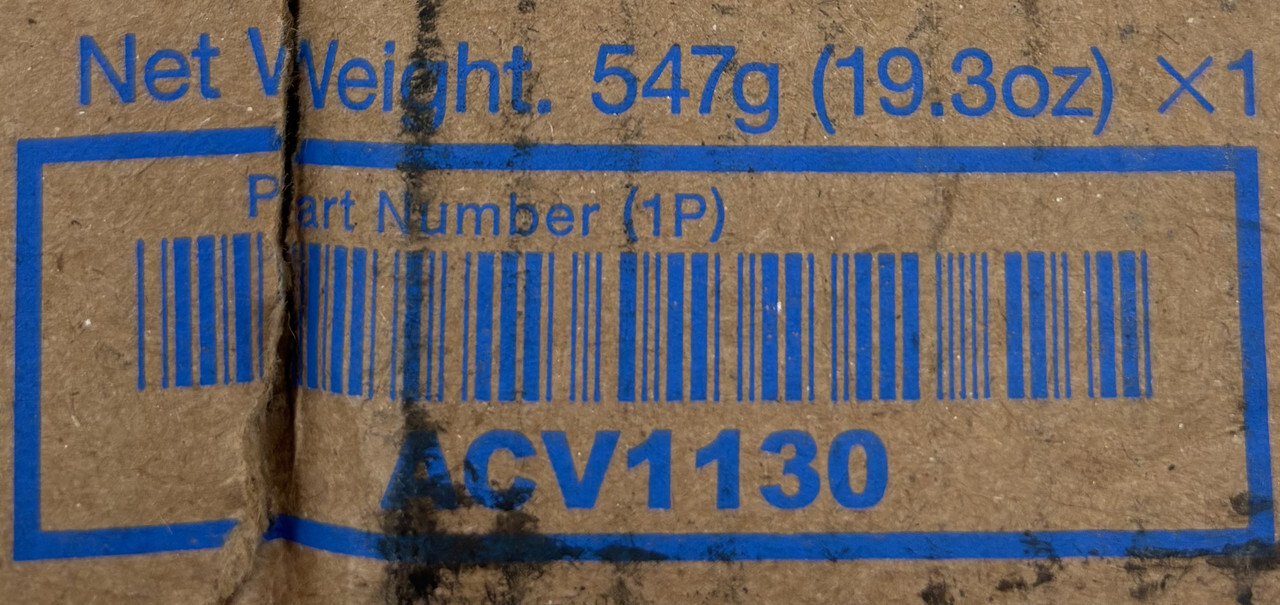 Net Weight. 547g (19.3oz) ×1
Part Number (1P)
ACV1130